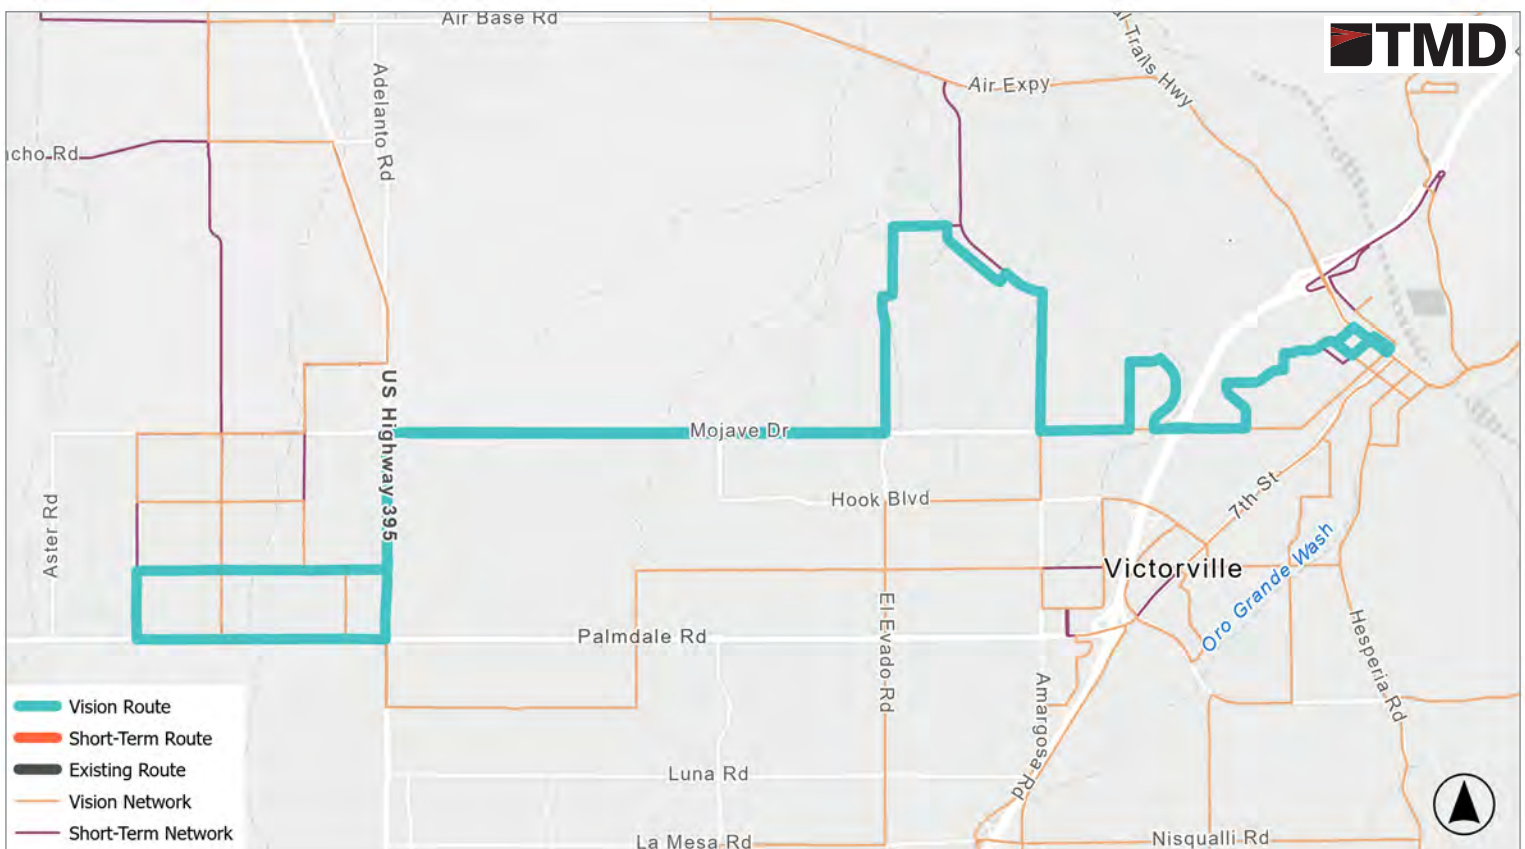 Air Base Rd
TMD
Adelanto Rd
Air Expy
l Trails Hwy
ncho Rd
US Highway 395
Mojave Dr
Hook Blvd
7th St
Aster Rd
Victorville
Oro Grande Wash
El Evado Rd
Palmdale Rd
Hesperia Rd
Amargosa Rd
Luna Rd
La Mesa Rd
Nisqualli Rd
Vision Route
Short-Term Route
Existing Route
Vision Network
Short-Term Network